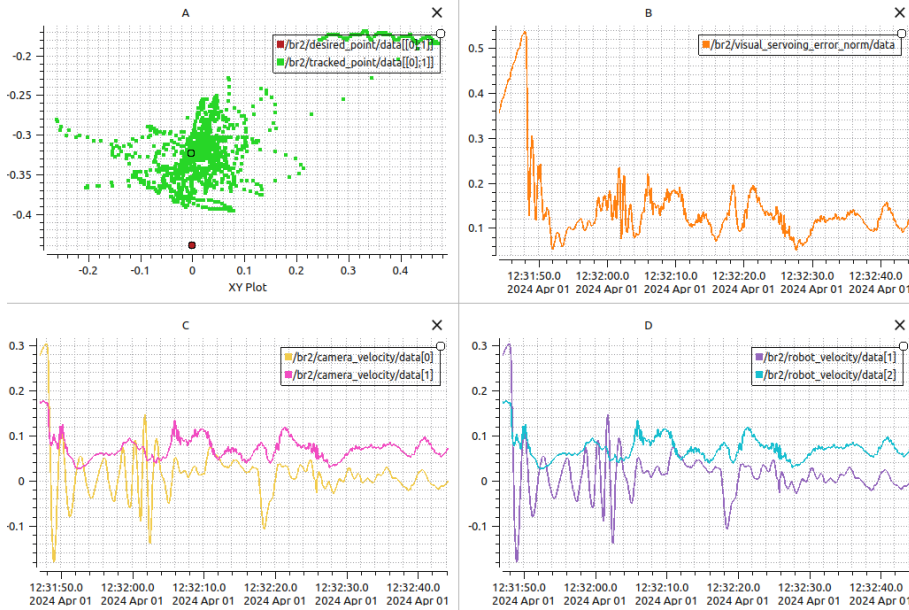 A
/br2/desired_point/data[[0];1]]
/br2/tracked_point/data[[0];1]]
-0.2
-0.25
-0.3
-0.35
-0.4
-0.2 -0.1 0 0.1 0.2 0.3 0.4
XY Plot
B
/br2/visual_servoing_error_norm/data
0.5
0.4
0.3
0.2
0.1
12:31:50.0 12:32:00.0 12:32:10.0 12:32:20.0 12:32:30.0 12:32:40.0
2024 Apr 01 2024 Apr 01 2024 Apr 01 2024 Apr 01 2024 Apr 01 2024 Apr 01
C
/br2/camera_velocity/data[0]
/br2/camera_velocity/data[1]
0.3
0.2
0.1
0
-0.1
12:31:50.0 12:32:00.0 12:32:10.0 12:32:20.0 12:32:30.0 12:32:40.0
2024 Apr 01 2024 Apr 01 2024 Apr 01 2024 Apr 01 2024 Apr 01 2024 Apr 01
D
/br2/robot_velocity/data[1]
/br2/robot_velocity/data[2]
0.3
0.2
0.1
0
-0.1
12:31:50.0 12:32:00.0 12:32:10.0 12:32:20.0 12:32:30.0 12:32:40.0
2024 Apr 01 2024 Apr 01 2024 Apr 01 2024 Apr 01 2024 Apr 01 2024 Apr 01